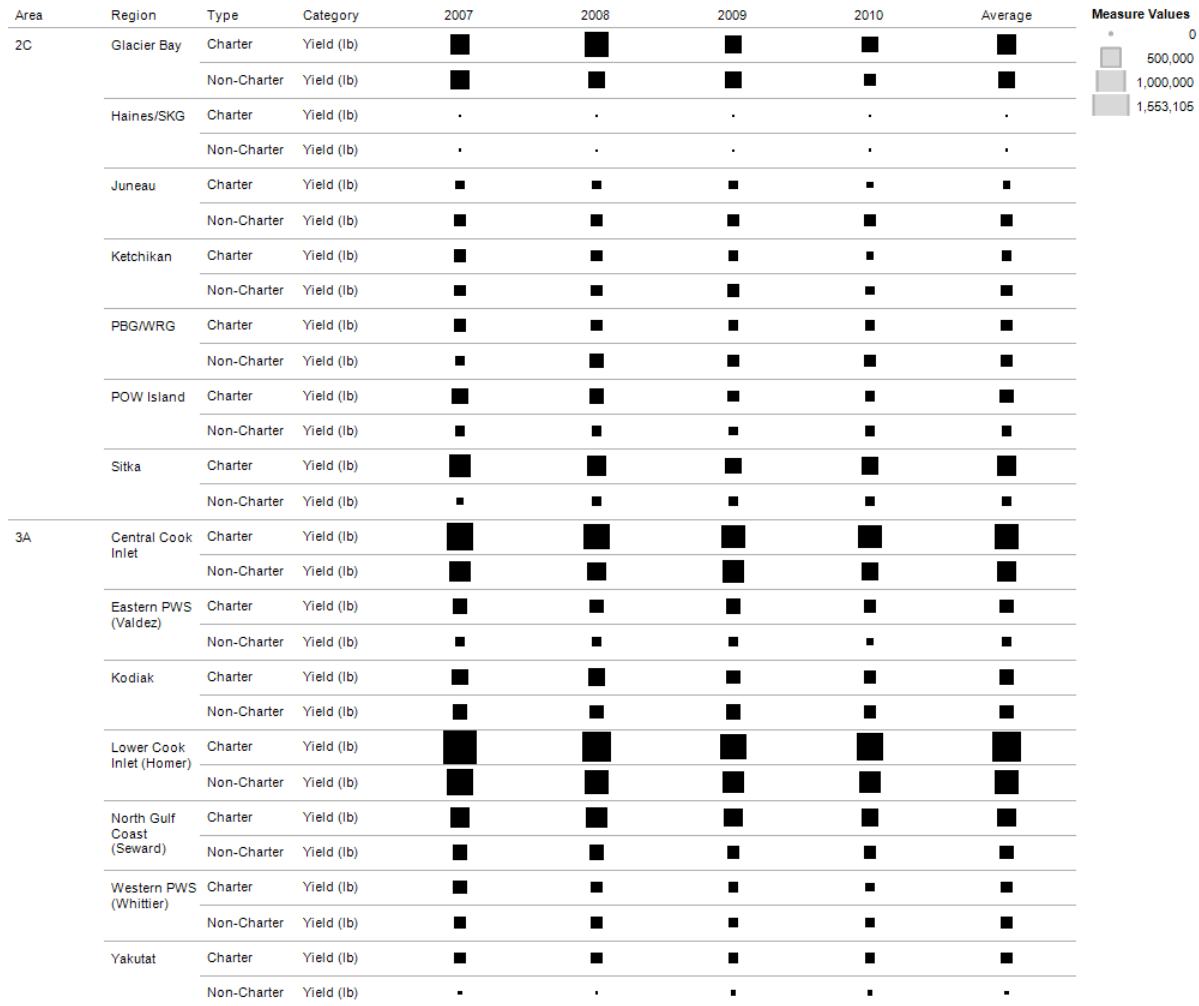 Area Region Type Category 2007 2008 2009 2010 Average
2C Glacier Bay Charter Yield (lb)
Non-Charter Yield (lb)
Haines/SKG Charter Yield (lb)
Non-Charter Yield (lb)
Juneau Charter Yield (lb)
Non-Charter Yield (lb)
Ketchikan Charter Yield (lb)
Non-Charter Yield (lb)
PBG/WRG Charter Yield (lb)
Non-Charter Yield (lb)
POW Island Charter Yield (lb)
Non-Charter Yield (lb)
Sitka Charter Yield (lb)
Non-Charter Yield (lb)
3A Central Cook Charter Yield (lb)
Inlet
Non-Charter Yield (lb)
Eastern PWS Charter Yield (lb)
(Valdez)
Non-Charter Yield (lb)
Kodiak Charter Yield (lb)
Non-Charter Yield (lb)
Lower Cook Charter Yield (lb)
Inlet (Homer)
Non-Charter Yield (lb)
North Gulf Charter Yield (lb)
Coast
(Seward) Non-Charter Yield (lb)
Western PWS Charter Yield (lb)
(Whittier)
Non-Charter Yield (lb)
Yakutat Charter Yield (lb)
Non-Charter Yield (lb)
Measure Values
0
500,000
1,000,000
1,553,105